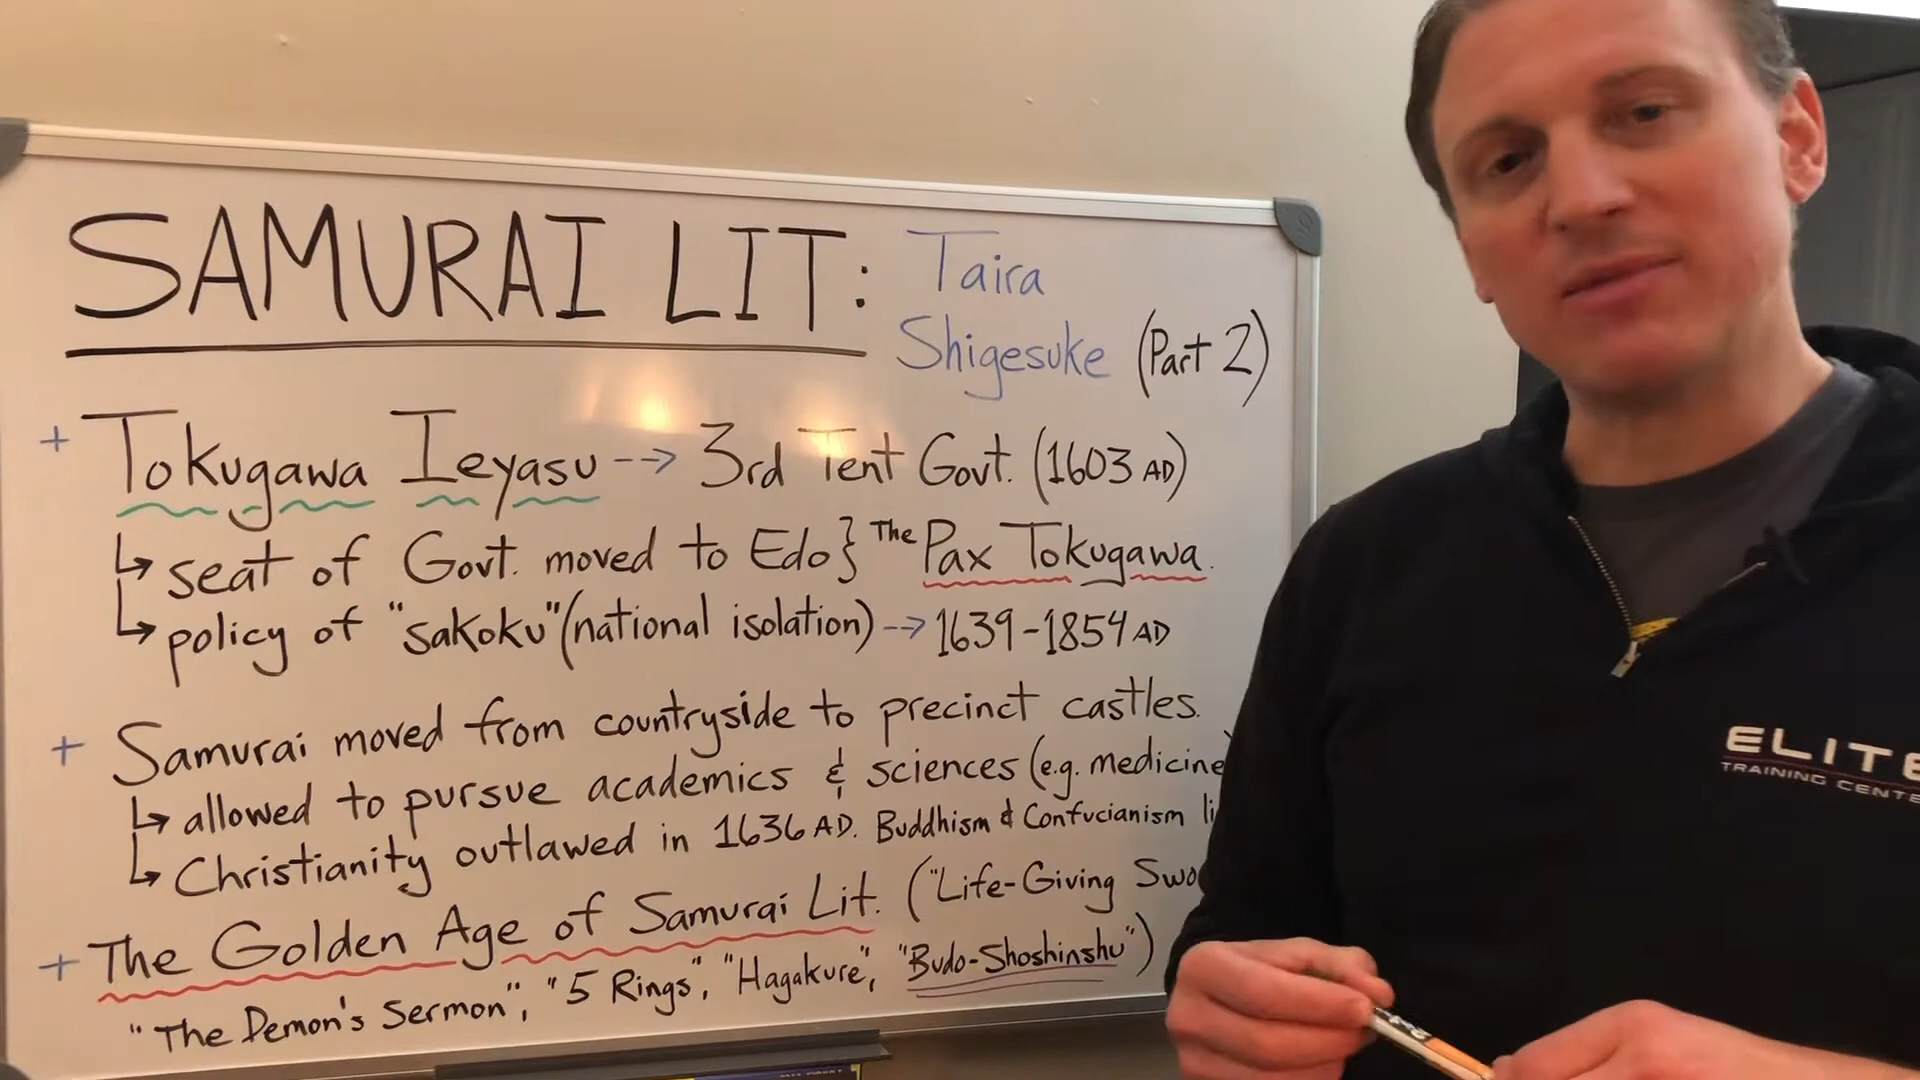 SAMURAI LIT: Taira
Shigesuke (Part 2)
+ Tokugawa Ieyasu --> 3rd Tent Govt. (1603 AD)
↳ seat of Govt. moved to Edo } The Pax Tokugawa.
↳ policy of "sakoku" (national isolation) --> 1639-1854 AD
+ Samurai moved from countryside to precinct castles.
↳ allowed to pursue academics & sciences (e.g. medicine)
↳ Christianity outlawed in 1636 AD. Buddhism & Confucianism
+ The Golden Age of Samurai Lit. ("Life-Giving
"The Demon's Sermon", "5 Rings", "Hagakure", "Budo-Shoshinshu")
ELITE
TRAINING